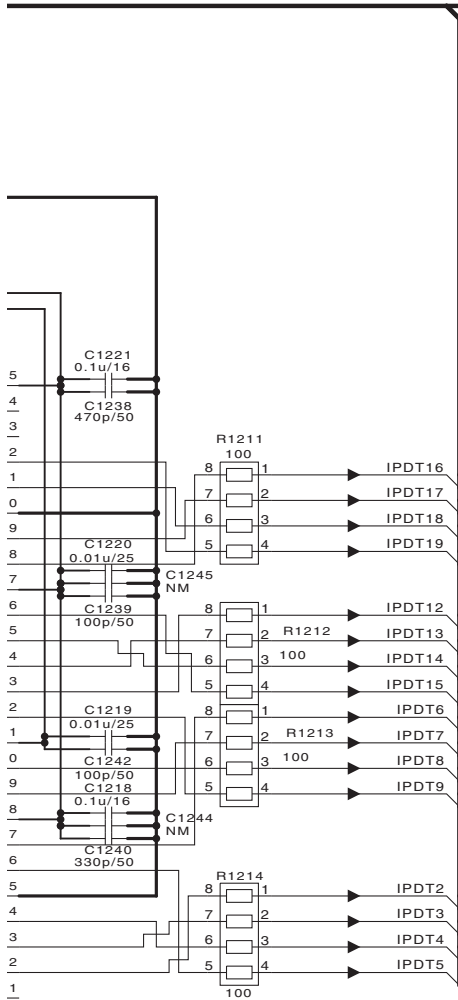 C1221
0.1u/16
5
4
C1238
470p/50
3
R1211
100
2
8 1 IPDT16
1
7 2 IPDT17
0
6 3 IPDT18
9
C1220
5 4 IPDT19
8
0.01u/25
C1245
7
NM
6
C1239
100p/50
8 1 IPDT12
5
7 2 R1212 IPDT13
4
6 3 100 IPDT14
3
5 4 IPDT15
2
C1219
0.01u/25
8 1 IPDT6
1
7 2 R1213 IPDT7
0
C1242
100p/50
6 3 100 IPDT8
9
C1218
0.1u/16
5 4 IPDT9
8
C1244
NM
7
C1240
330p/50
6
R1214
5
8 1 IPDT2
4
7 2 IPDT3
3
6 3 IPDT4
2
5 4 IPDT5
1
100